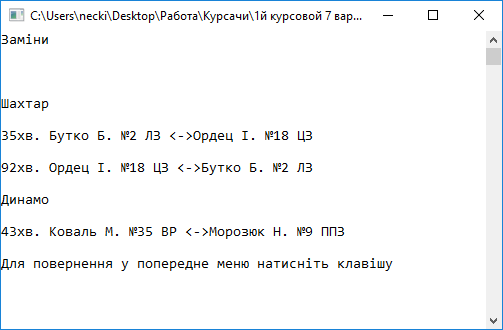 C:\Users\necki\Desktop\Работа\Курсачи\1й курсовой 7 вар...
Заміни
Шахтар
35хв. Бутко Б. №2 ЛЗ <->Ордец І. №18 ЦЗ
92хв. Ордец І. №18 ЦЗ <->Бутко Б. №2 ЛЗ
Динамо
43хв. Коваль М. №35 ВР <->Морозюк Н. №9 ППЗ
Для повернення у попередне меню натисніть клавішу